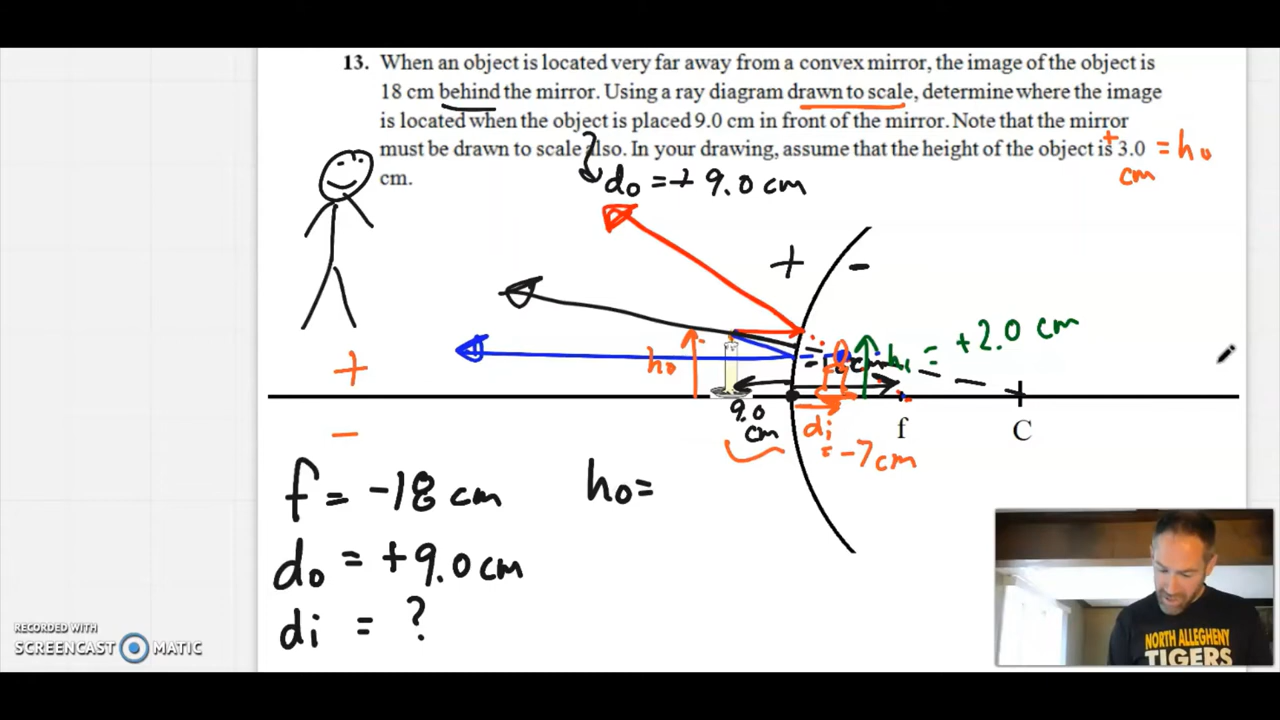 13. When an object is located very far away from a convex mirror, the image of the object is
18 cm behind the mirror. Using a ray diagram drawn to scale, determine where the image
is located when the object is placed 9.0 cm in front of the mirror. Note that the mirror
must be drawn to scale also. In your drawing, assume that the height of the object is 3.0
cm.
+
= ho
cm
do = + 9.0 cm
+ -
ho
hi = +2.0 cm
+
-
9.0
cm
di
= -7 cm
f
C
f = -18 cm
ho =
do = +9.0 cm
di = ?
RECORDED WITH
SCREENCAST MATIC
NORTH ALLEGHENY
TIGERS